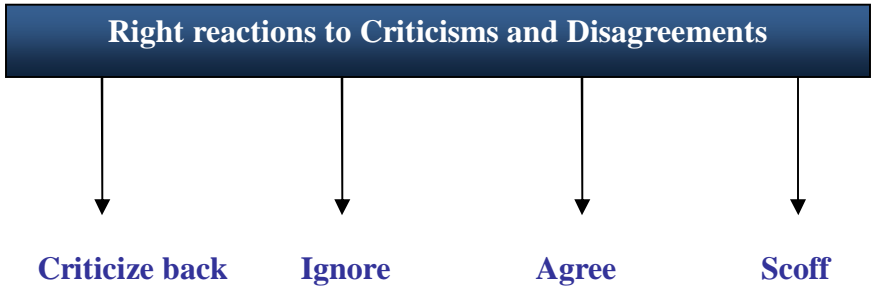 Right reactions to Criticisms and Disagreements
Criticize back Ignore Agree Scoff